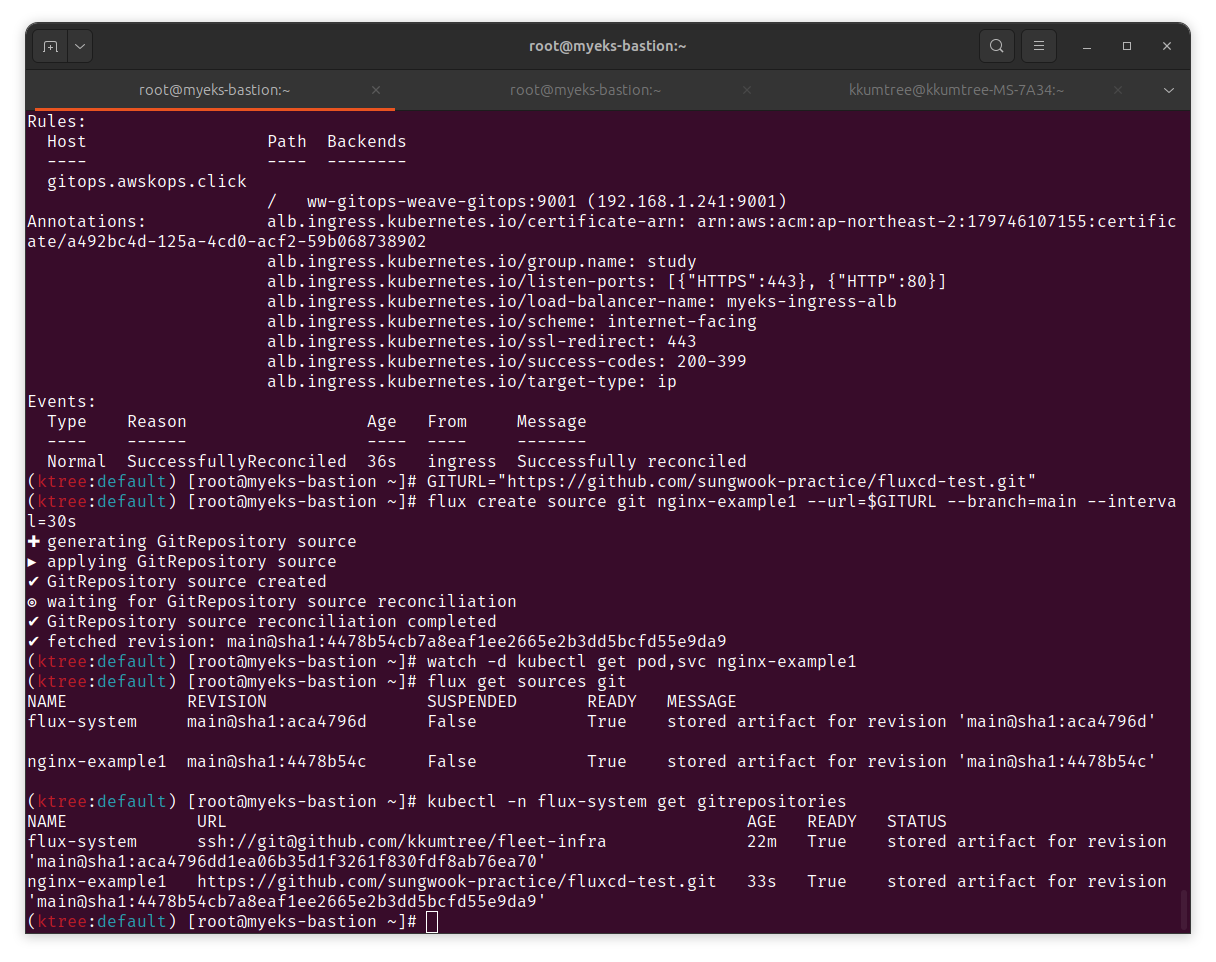 root@myeks-bastion:~
root@myeks-bastion:~ root@myeks-bastion:~ kkumtree@kkumtree-MS-7A34:~
Rules:
  Host                    Path  Backends
  ----                    ----  --------
  gitops.awskops.click
                          /   ww-gitops-weave-gitops:9001 (192.168.1.241:9001)
Annotations:              alb.ingress.kubernetes.io/certificate-arn: arn:aws:acm:ap-northeast-2:179746107155:certific
ate/a492bc4d-125a-4cd0-acf2-59b068738902
                          alb.ingress.kubernetes.io/group.name: study
                          alb.ingress.kubernetes.io/listen-ports: [{"HTTPS":443}, {"HTTP":80}]
                          alb.ingress.kubernetes.io/load-balancer-name: myeks-ingress-alb
                          alb.ingress.kubernetes.io/scheme: internet-facing
                          alb.ingress.kubernetes.io/ssl-redirect: 443
                          alb.ingress.kubernetes.io/success-codes: 200-399
                          alb.ingress.kubernetes.io/target-type: ip
Events:
  Type    Reason                  Age   From     Message
  ----    ------                  ----  ----     -------
  Normal  SuccessfullyReconciled  36s   ingress  Successfully reconciled
(ktree:default) [root@myeks-bastion ~]# GITURL="https://github.com/sungwook-practice/fluxcd-test.git"
(ktree:default) [root@myeks-bastion ~]# flux create source git nginx-example1 --url=$GITURL --branch=main --interva
l=30s
✚ generating GitRepository source
► applying GitRepository source
✔ GitRepository source created
◎ waiting for GitRepository source reconciliation
✔ GitRepository source reconciliation completed
✔ fetched revision: main@sha1:4478b54cb7a8eaf1ee2665e2b3dd5bcfd55e9da9
(ktree:default) [root@myeks-bastion ~]# watch -d kubectl get pod,svc nginx-example1
(ktree:default) [root@myeks-bastion ~]# flux get sources git
NAME            REVISION                SUSPENDED       READY   MESSAGE
flux-system     main@sha1:aca4796d      False           True    stored artifact for revision 'main@sha1:aca4796d'
nginx-example1  main@sha1:4478b54c      False           True    stored artifact for revision 'main@sha1:4478b54c'
(ktree:default) [root@myeks-bastion ~]# kubectl -n flux-system get gitrepositories
NAME             URL                                                    AGE   READY   STATUS
flux-system      ssh://git@github.com/kkumtree/fleet-infra              22m   True    stored artifact for revision
'main@sha1:aca4796dd1ea06b35d1f3261f830fdf8ab76ea70'
nginx-example1   https://github.com/sungwook-practice/fluxcd-test.git   33s   True    stored artifact for revision
'main@sha1:4478b54cb7a8eaf1ee2665e2b3dd5bcfd55e9da9'
(ktree:default) [root@myeks-bastion ~]#